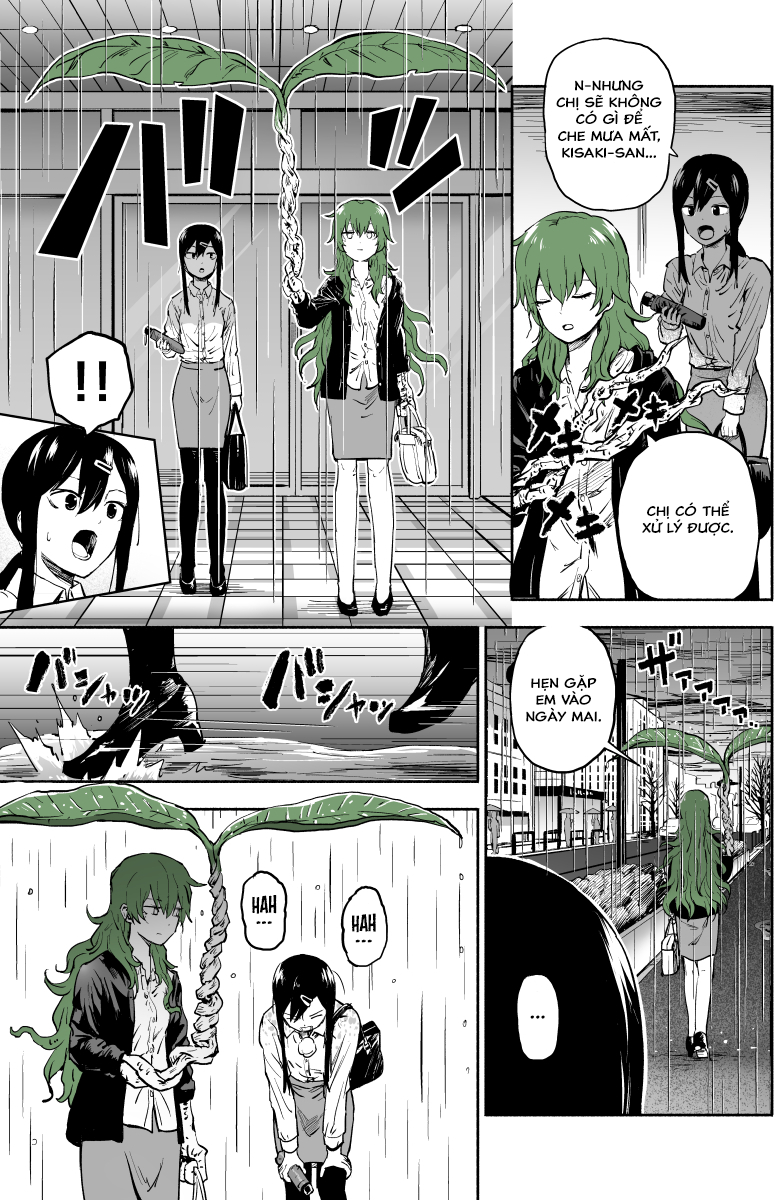 N-NHƯNG
CHỊ SẼ KHÔNG
CÓ GÌ ĐỂ
CHE MƯA MẤT,
KISAKI-SAN...
メキ
メキ
メキ
CHỊ CÓ THỂ
XỬ LÝ ĐƯỢC.
バッ
!!
ザァァァァ..
HẸN GẶP
EM VÀO
NGÀY MAI.
...
バシャッ
バシャッ
HAH
...
HAH
...